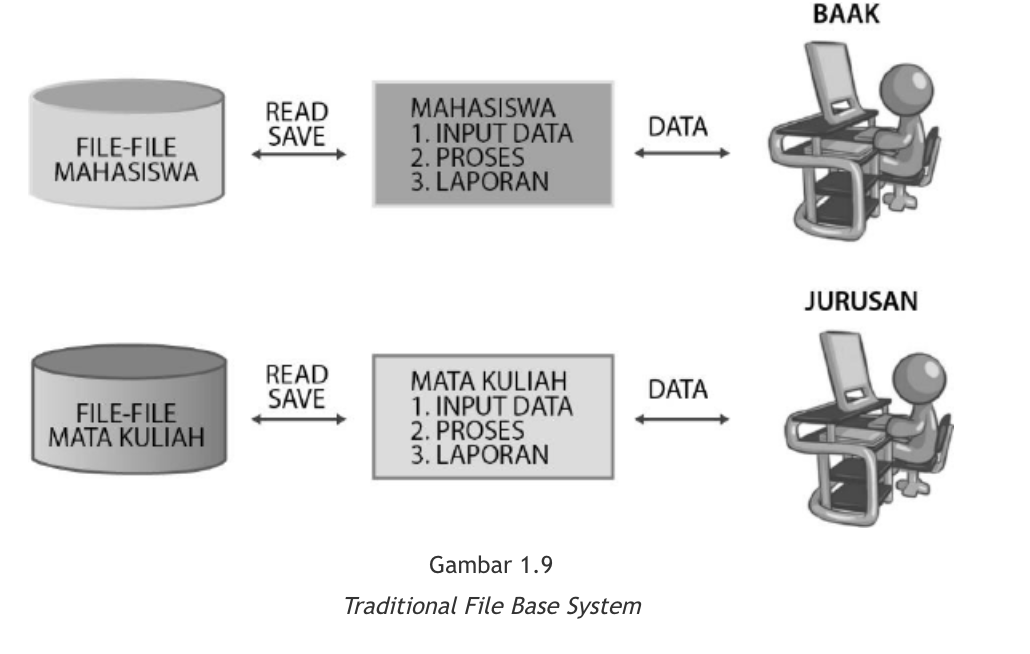 BAAK
FILE-FILE
MAHASISWA
READ
SAVE
MAHASISWA
1. INPUT DATA
2. PROSES
3. LAPORAN
DATA
JURUSAN
FILE-FILE
MATA KULIAH
READ
SAVE
MATA KULIAH
1. INPUT DATA
2. PROSES
3. LAPORAN
DATA
Gambar 1.9
Traditional File Base System